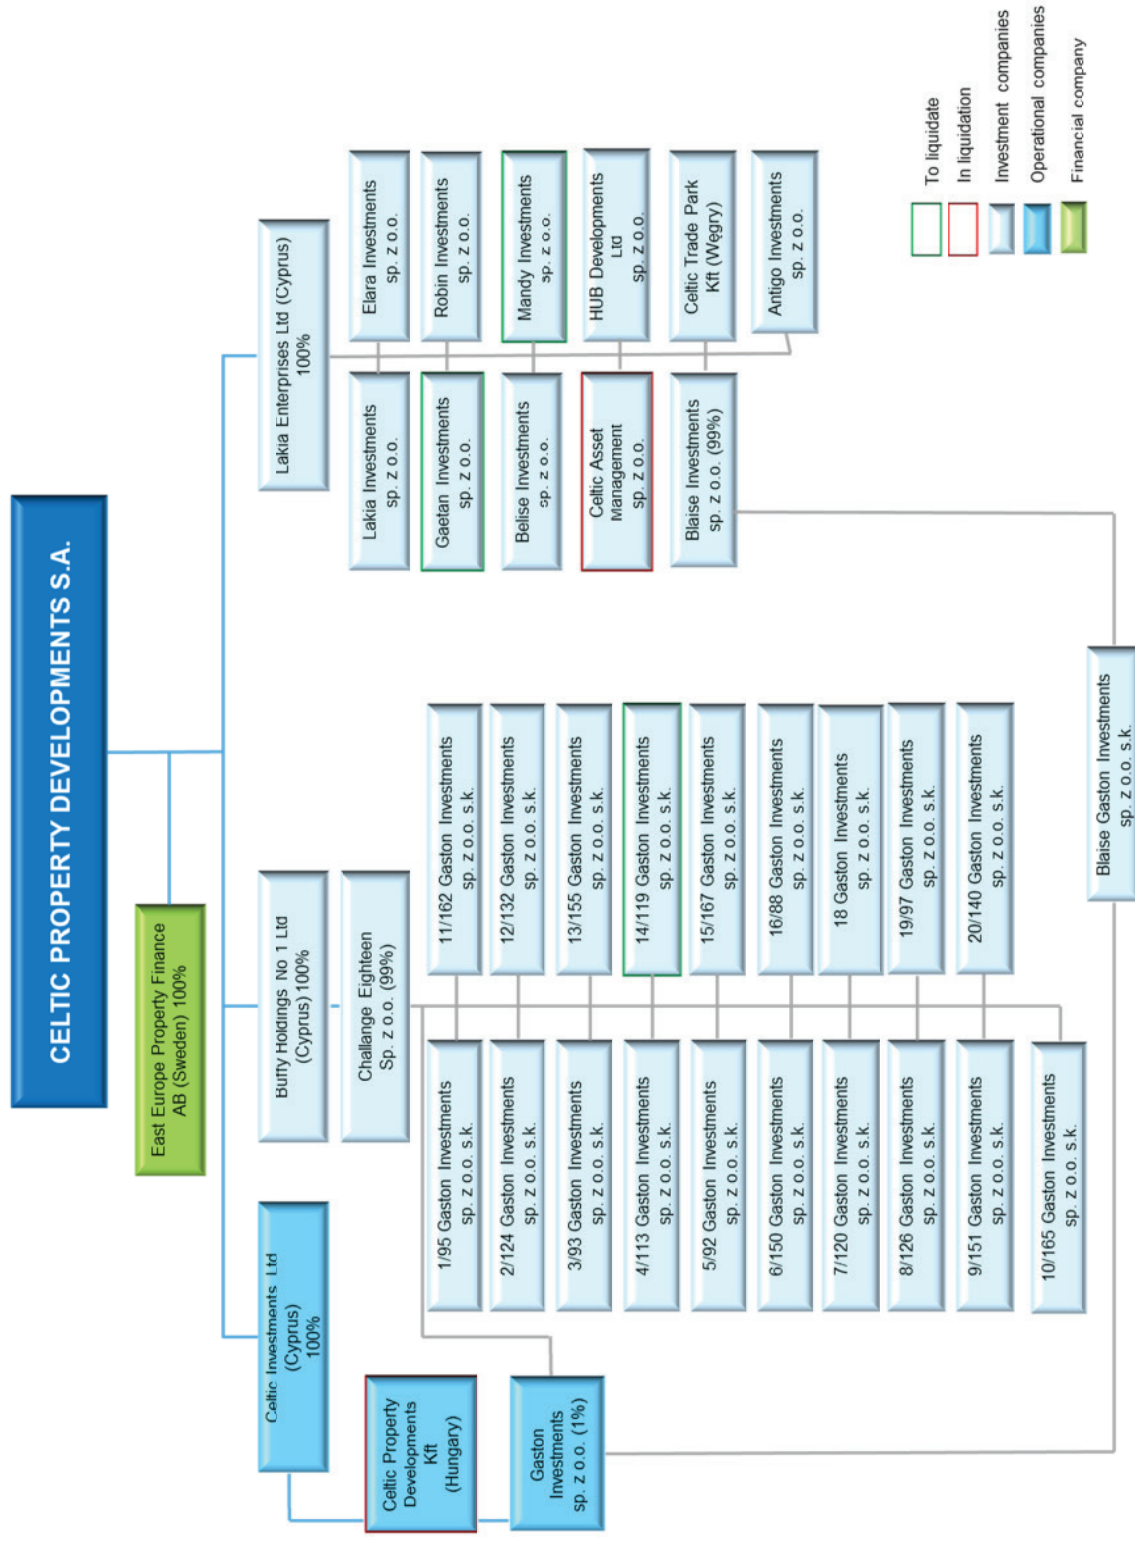 CELTIC PROPERTY DEVELOPMENTS S.A.
East Europe Property Finance
AB (Sweden) 100%
Celtic Investments Ltd
(Cyprus)
100%
Buffy Holdings No 1 Ltd
(Cyprus) 100%
Lakia Enterprises Ltd (Cyprus)
100%
Challange Eighteen
Sp. z o.o. (99%)
Celtic Property
Developments
Kft
(Hungary)
Gaston
Investments
sp. z o.o. (1%)
1/95 Gaston Investments
sp. z o.o. s.k.
2/124 Gaston Investments
sp. z o.o. s.k.
3/93 Gaston Investments
sp. z o.o. s.k.
4/113 Gaston Investments
sp. z o.o. s.k.
5/92 Gaston Investments
sp. z o.o. s.k.
6/150 Gaston Investments
sp. z o.o. s.k.
7/120 Gaston Investments
sp. z o.o. s.k.
8/126 Gaston Investments
sp. z o.o. s.k.
9/151 Gaston Investments
sp. z o.o. s.k.
10/165 Gaston Investments
sp. z o.o. s.k.
11/162 Gaston Investments
sp. z o.o. s.k.
12/132 Gaston Investments
sp. z o.o. s.k.
13/155 Gaston Investments
sp. z o.o. s.k.
14/119 Gaston Investments
sp. z o.o. s.k.
15/167 Gaston Investments
sp. z o.o. s.k.
16/88 Gaston Investments
sp. z o.o. s.k.
18 Gaston Investments
sp. z o.o. s.k.
19/97 Gaston Investments
sp. z o.o. s.k.
20/140 Gaston Investments
sp. z o.o. s.k.
Lakia Investments
sp. z o.o.
Gaetan Investments
sp. z o.o.
Belise Investments
sp. z o.o.
Celtic Asset
Management
sp. z o.o.
Blaise Investments
sp. z o.o. (99%)
Elara Investments
sp. z o.o.
Robin Investments
sp. z o.o.
Mandy Investments
sp. z o.o.
HUB Developments
Ltd
sp. z o.o.
Celtic Trade Park
Kft (Węgry)
Antigo Investments
sp. z o.o.
Blaise Gaston Investments
sp. z o.o. s.k.
To liquidate
In liquidation
Investment companies
Operational companies
Financial company